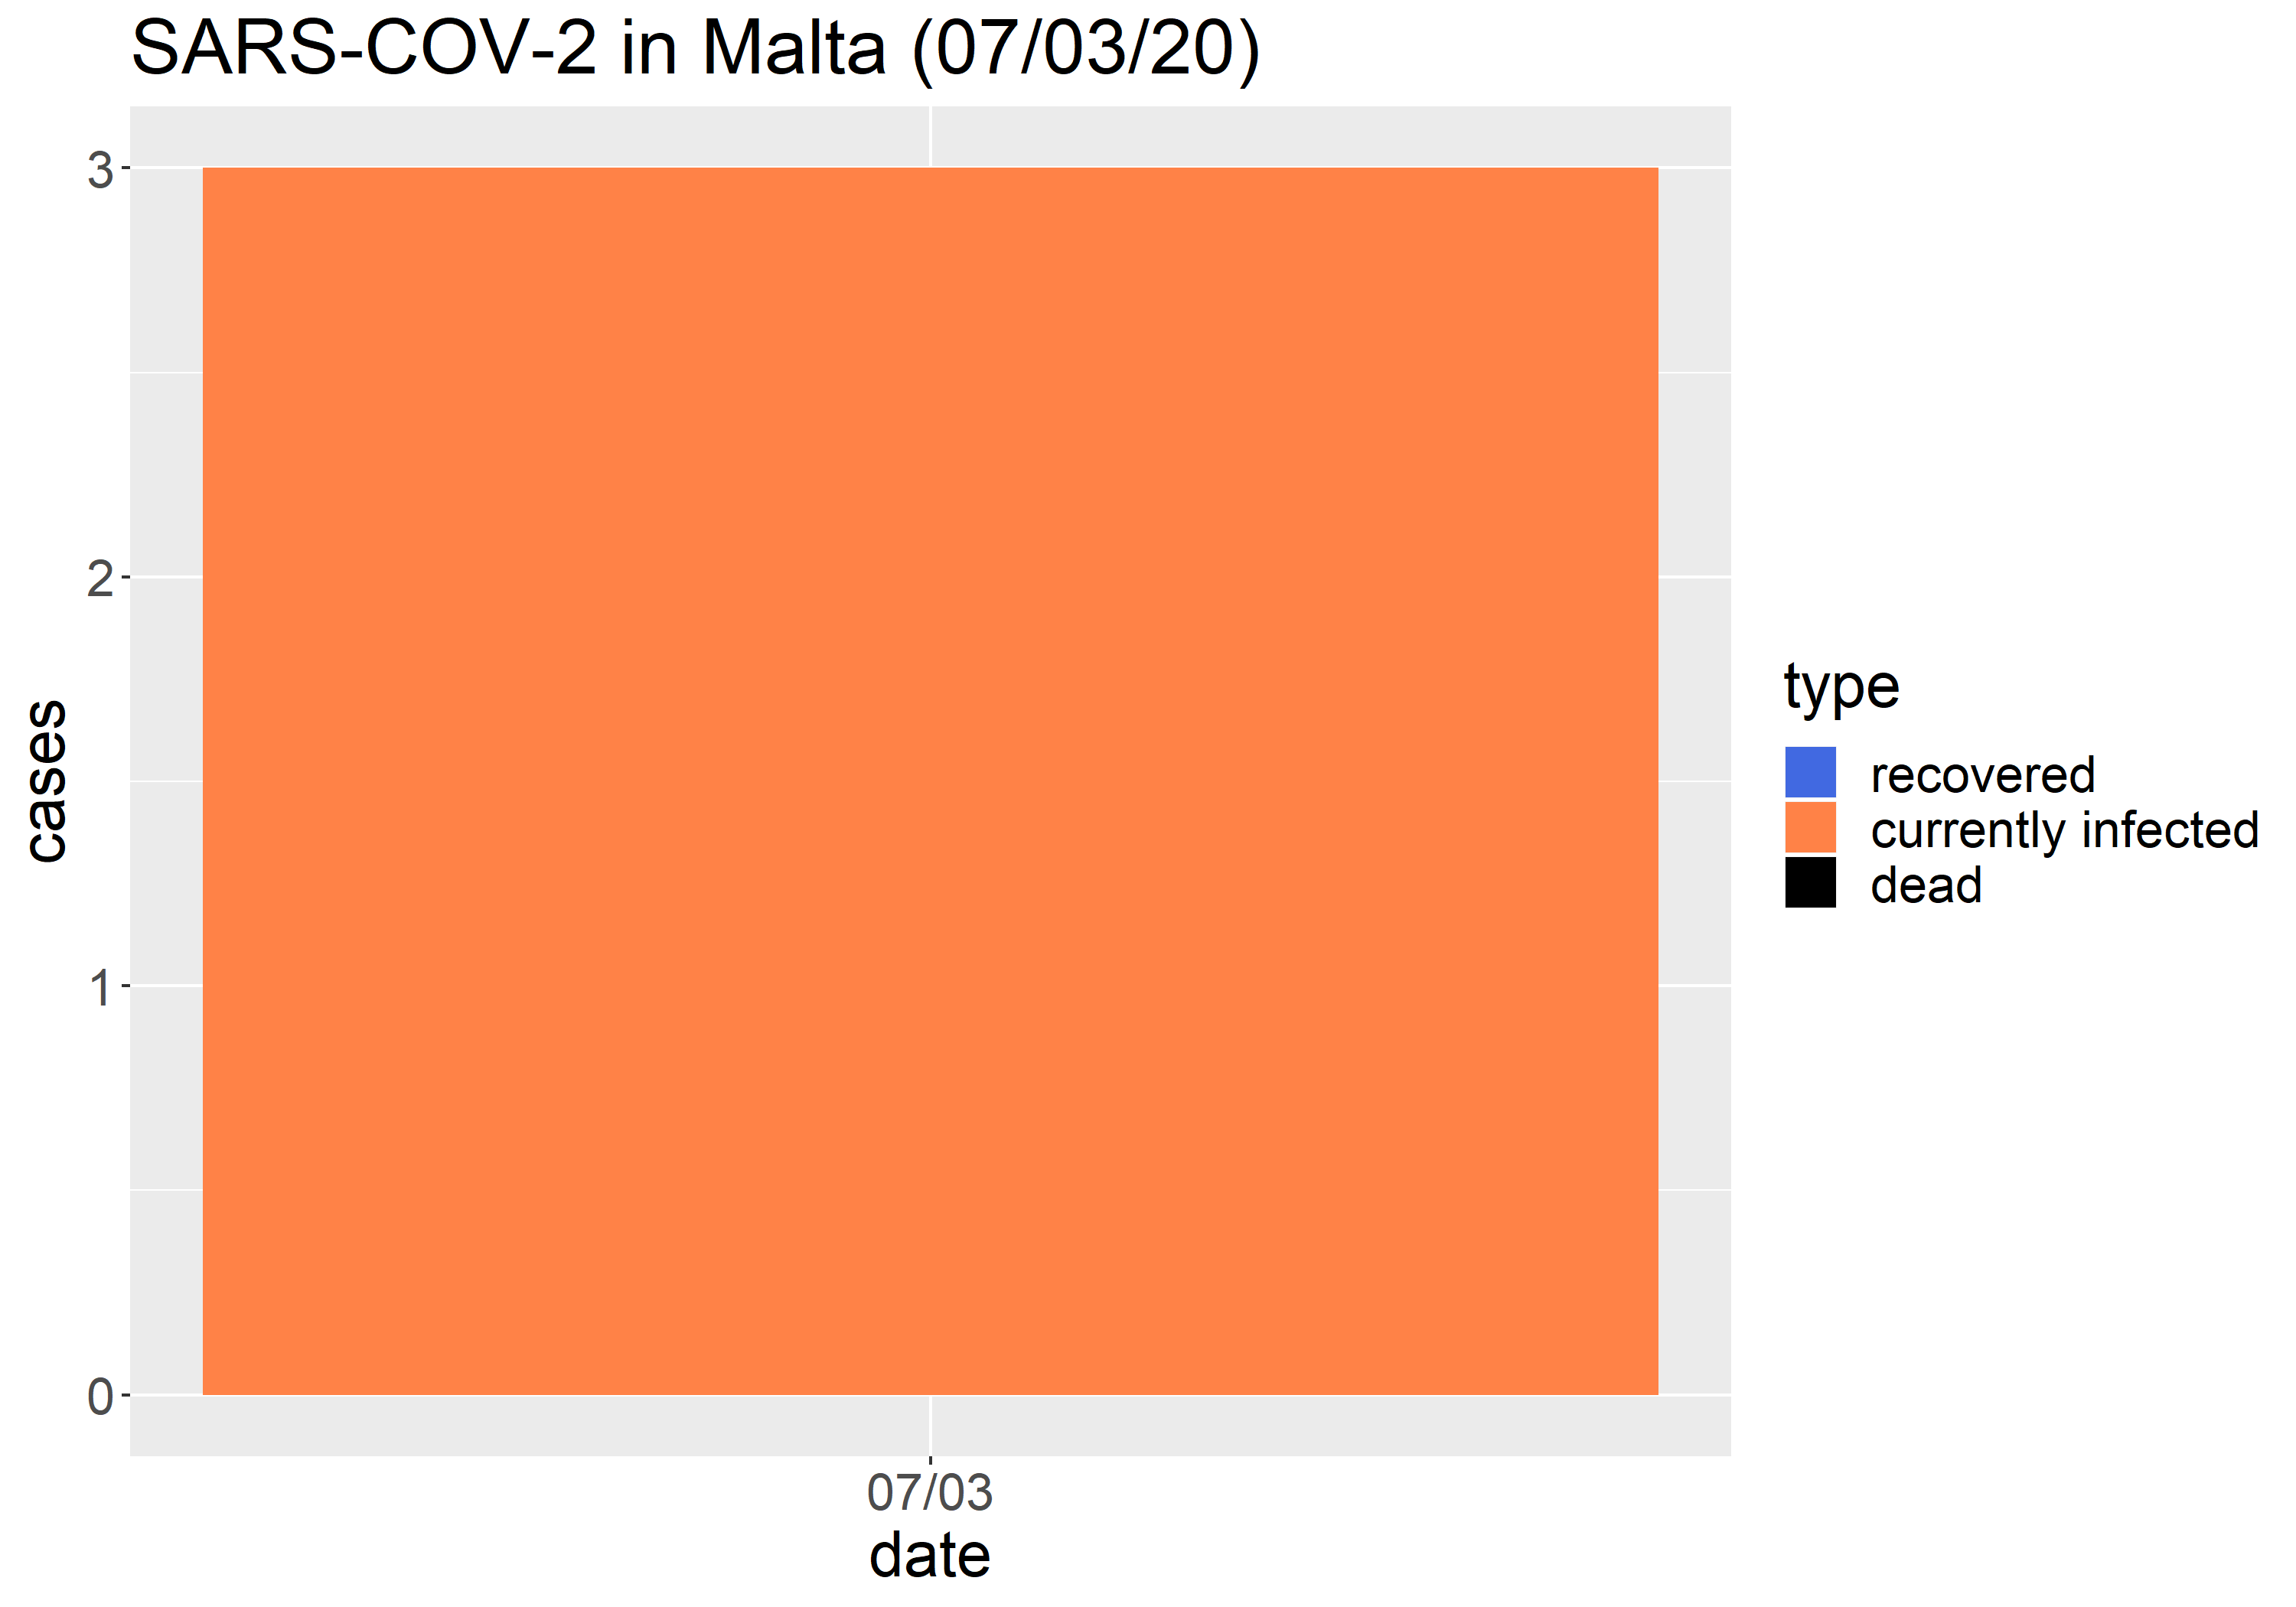 SARS-COV-2 in Malta (07/03/20)
3
2
1
0
cases
07/03
date
type
recovered
currently infected
dead